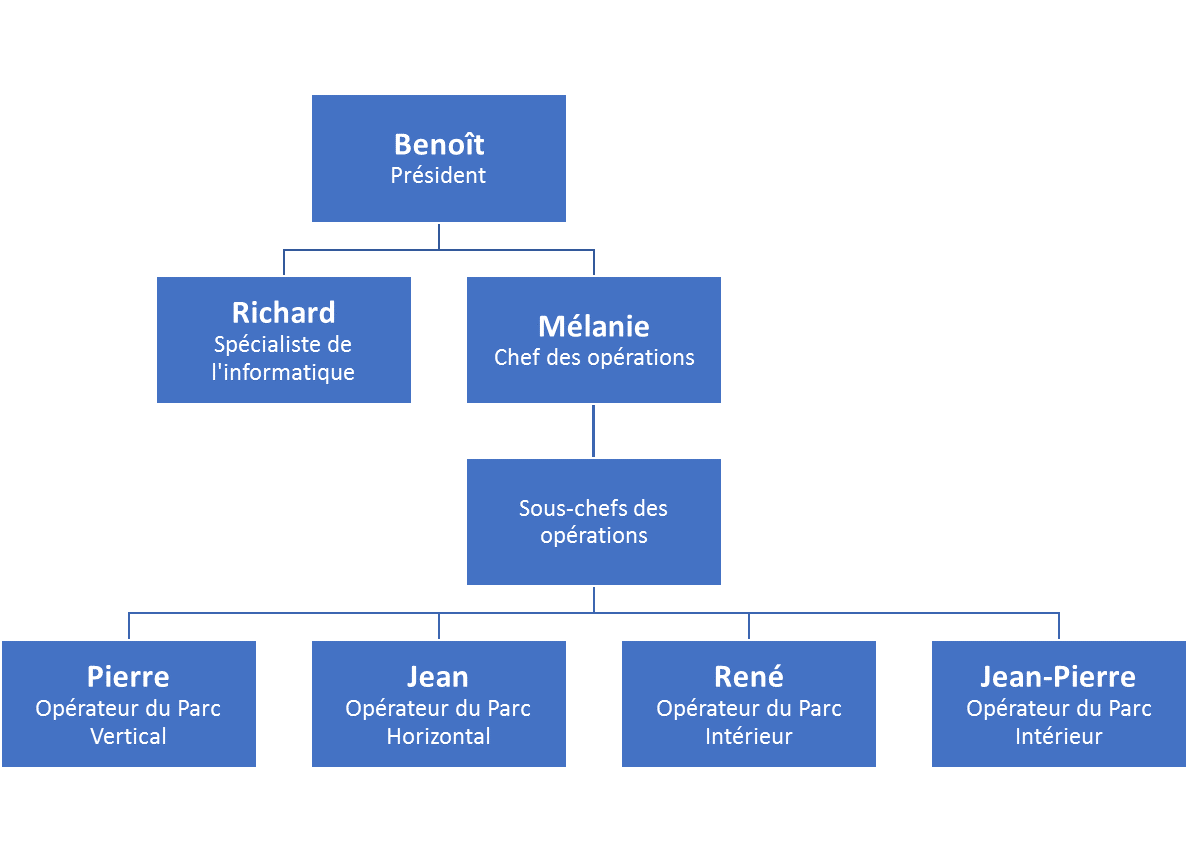 Benoît
Président
Richard
Spécialiste de
l'informatique
Mélanie
Chef des opérations
Sous-chefs des
opérations
Pierre
Opérateur du Parc
Vertical
Jean
Opérateur du Parc
Horizontal
René
Opérateur du Parc
Intérieur
Jean-Pierre
Opérateur du Parc
Intérieur